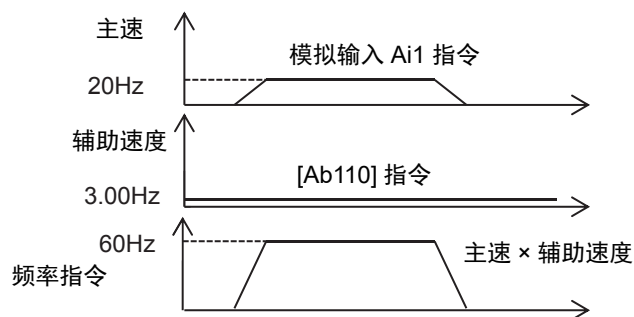 主速
模拟输入 Ai1 指令
20Hz
辅助速度
[Ab110] 指令
3.00Hz
60Hz
主速 × 辅助速度
频率指令